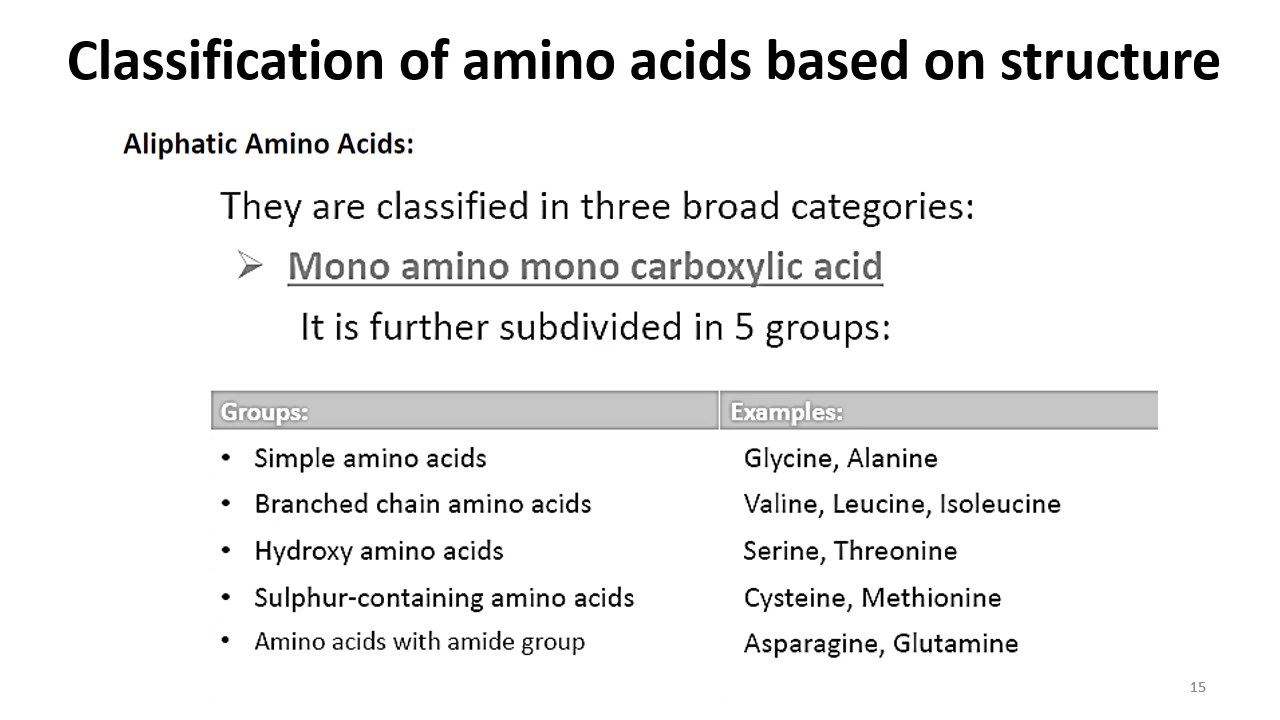 Classification of amino acids based on structure
Aliphatic Amino Acids:
They are classified in three broad categories:
➢ Mono amino mono carboxylic acid
It is further subdivided in 5 groups:
Groups: Examples:
• Simple amino acids Glycine, Alanine
• Branched chain amino acids Valine, Leucine, Isoleucine
• Hydroxy amino acids Serine, Threonine
• Sulphur-containing amino acids Cysteine, Methionine
• Amino acids with amide group Asparagine, Glutamine
15